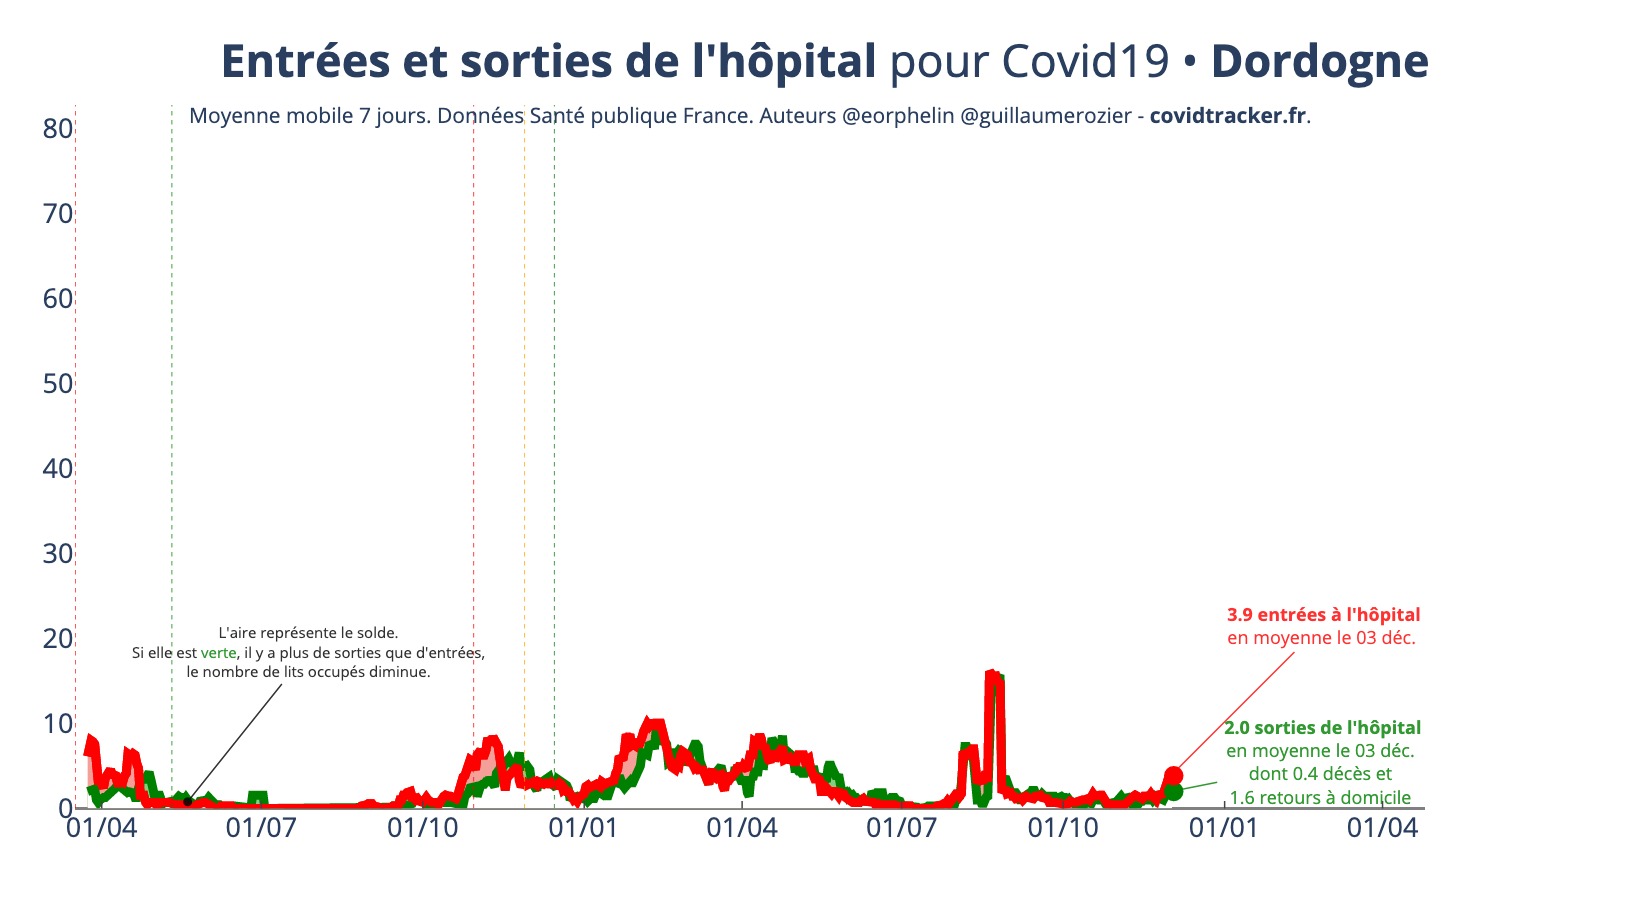 Entrées et sorties de l'hôpital pour Covid19 • Dordogne
Moyenne mobile 7 jours. Données Santé publique France. Auteurs @eorphelin @guillaumerozier - covidtracker.fr.
80
70
60
50
40
30
20
10
0
L'aire représente le solde.
Si elle est verte, il y a plus de sorties que d'entrées,
le nombre de lits occupés diminue.
3.9 entrées à l'hôpital
en moyenne le 03 déc.
2.0 sorties de l'hôpital
en moyenne le 03 déc.
dont 0.4 décès et
1.6 retours à domicile
01/04 01/07 01/10 01/01 01/04 01/07 01/10 01/01 01/04